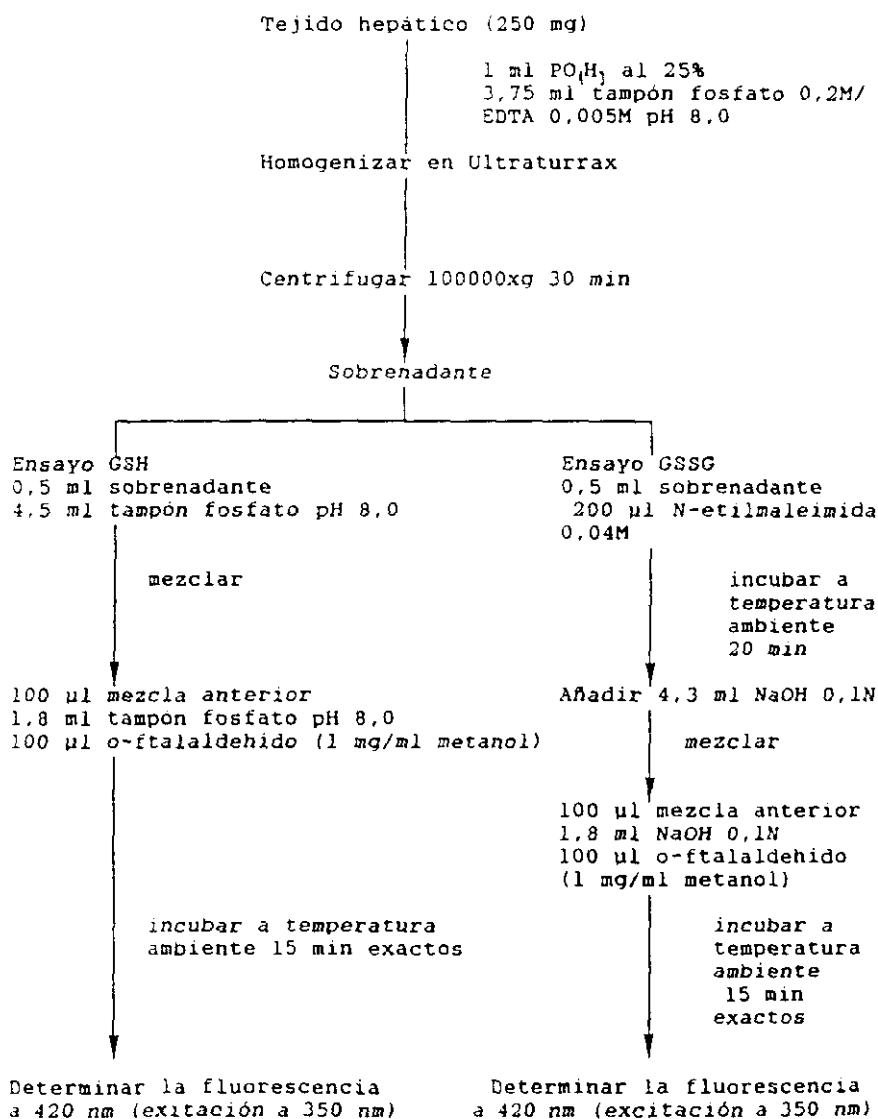 Tejido hepático (250 mg)
1 ml PO₄H₃ al 25%
3,75 ml tampón fosfato 0,2M/
EDTA 0,005M pH 8,0
Homogenizar en Ultraturrax
Centrifugar 100000xg 30 min
Sobrenadante
Ensayo GSH
0,5 ml sobrenadante
4,5 ml tampón fosfato pH 8,0
mezclar
100 µl mezcla anterior
1,8 ml tampón fosfato pH 8,0
100 µl o-ftalaldehido (1 mg/ml metanol)
incubar a temperatura
ambiente 15 min exactos
Determinar la fluorescencia
a 420 nm (exitación a 350 nm)
Ensayo GSSG
0,5 ml sobrenadante
200 µl N-etilmaleimida
0,04M
incubar a
temperatura
ambiente
20 min
Añadir 4,3 ml NaOH 0,1N
mezclar
100 µl mezcla anterior
1,8 ml NaOH 0,1N
100 µl o-ftalaldehido
(1 mg/ml metanol)
incubar a
temperatura
ambiente
15 min
exactos
Determinar la fluorescencia
a 420 nm (excitación a 350 nm)